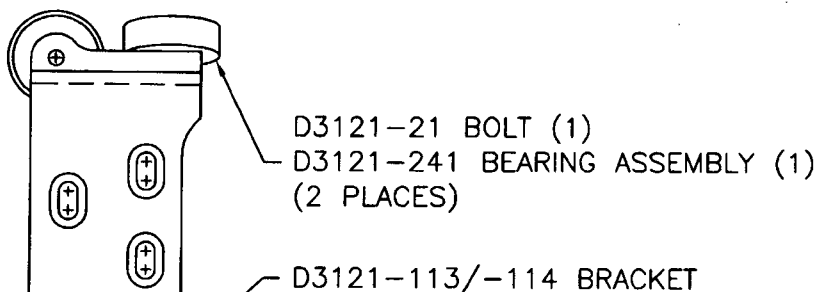 D3121-21 BOLT (1)
D3121-241 BEARING ASSEMBLY (1)
(2 PLACES)
D3121-113/-114 BRACKET